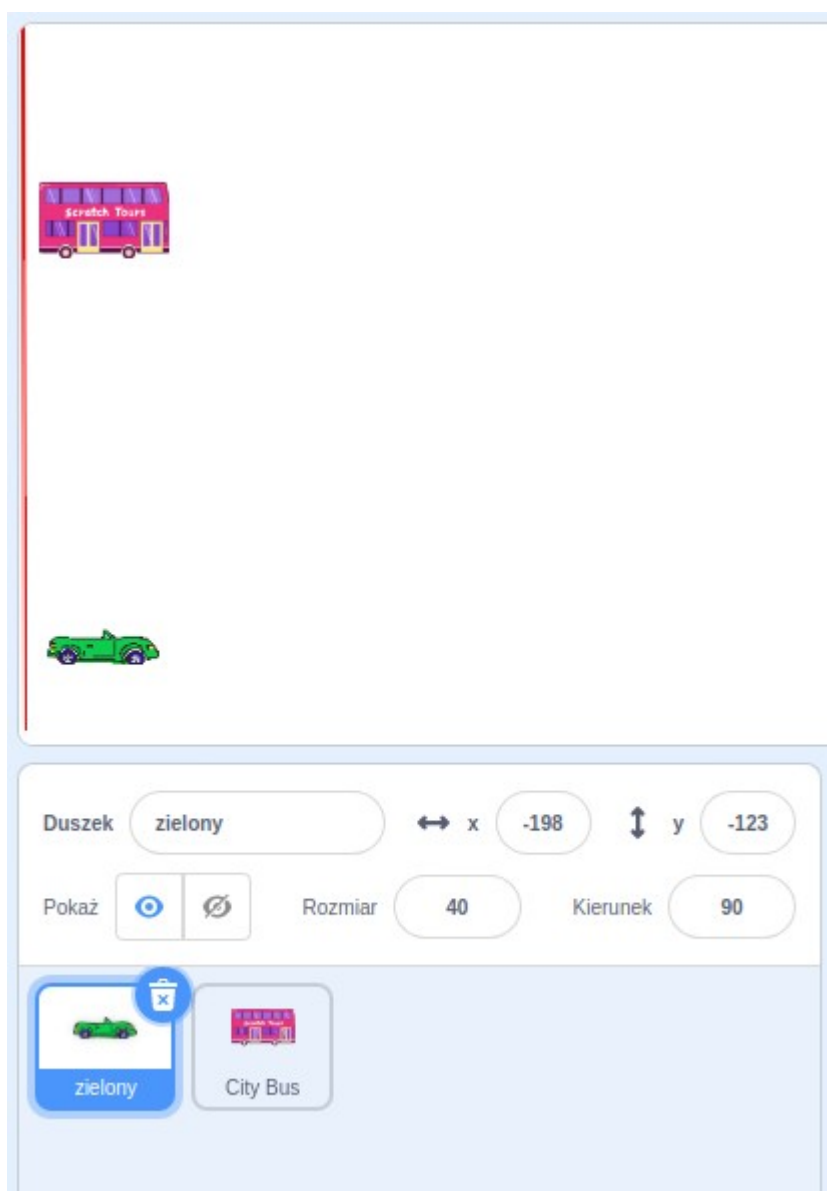 Scratch Tours
Duszek zielony x -198 y -123
Pokaż Rozmiar 40 Kierunek 90
zielony City Bus